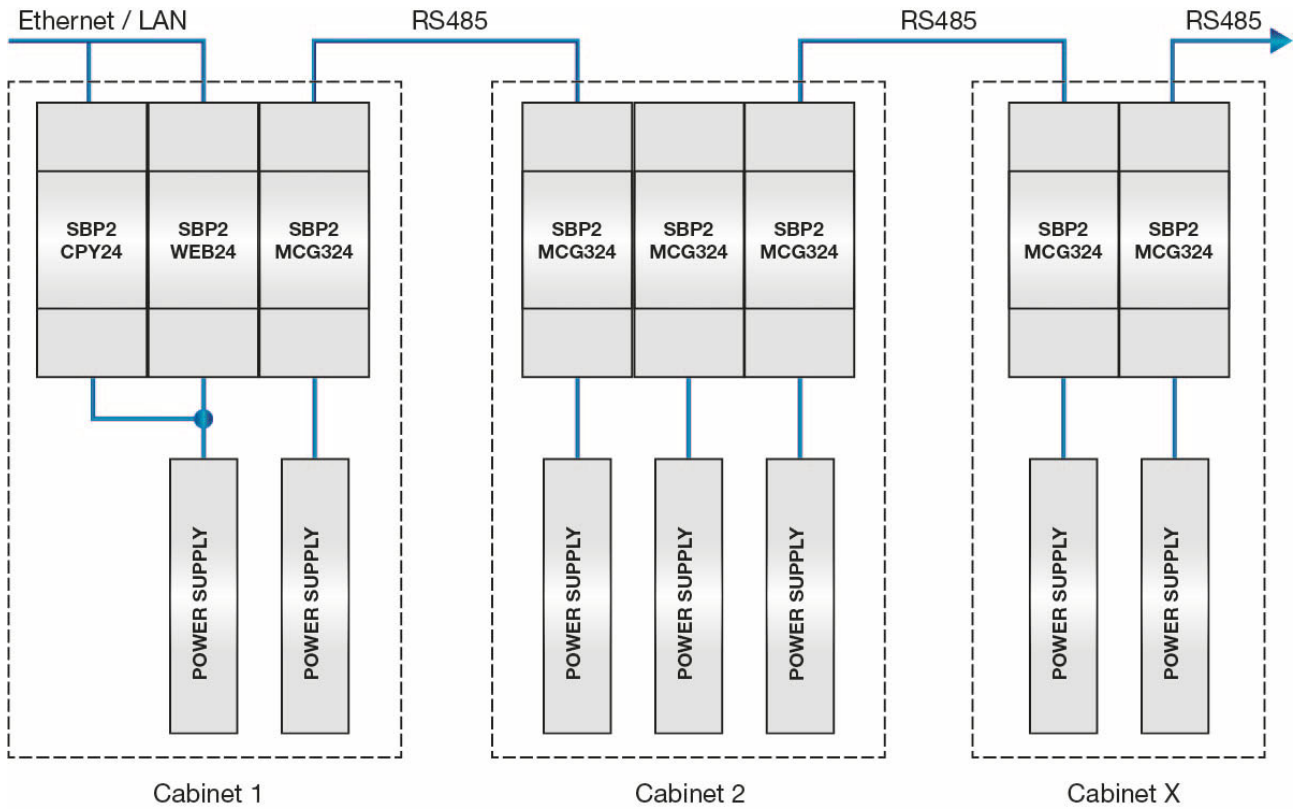 Ethernet / LAN
RS485
RS485
RS485
SBP2
CPY24
SBP2
WEB24
SBP2
MCG324
SBP2
MCG324
SBP2
MCG324
SBP2
MCG324
SBP2
MCG324
SBP2
MCG324
POWER SUPPLY
POWER SUPPLY
POWER SUPPLY
POWER SUPPLY
POWER SUPPLY
POWER SUPPLY
POWER SUPPLY
Cabinet 1
Cabinet 2
Cabinet X